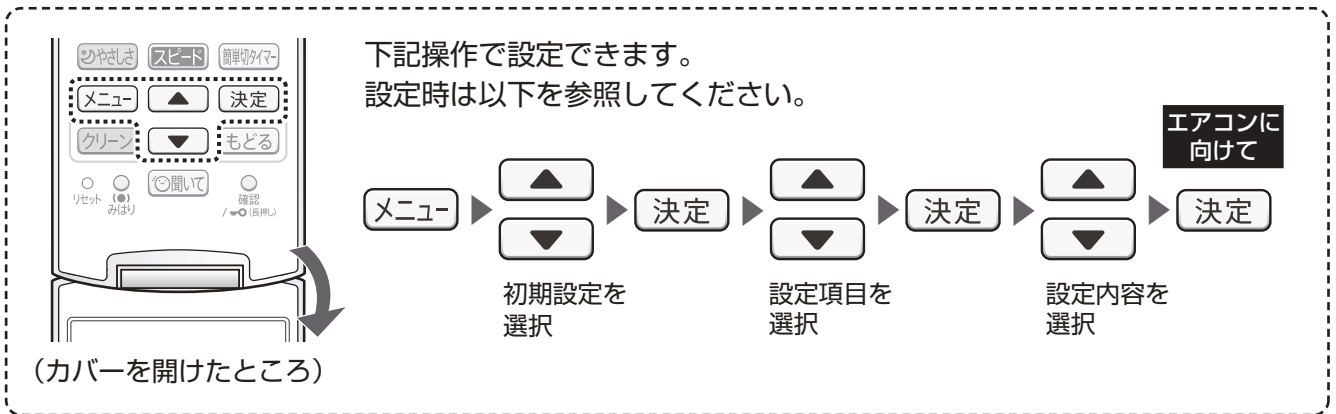 やさしさ スピード 簡単切タイマー
メニュー ▲ 決定
クリーン ▼ もどる
聞いて
リセット みはり 確認
/ (長押し)
(カバーを開けたところ)
下記操作で設定できます。
設定時は以下を参照してください。
エアコンに
向けて
メニュー ▶ ▲ ▼ ▶ 決定 ▶ ▲ ▼ ▶ 決定 ▶ ▲ ▼ ▶ 決定
初期設定を
選択
設定項目を
選択
設定内容を
選択